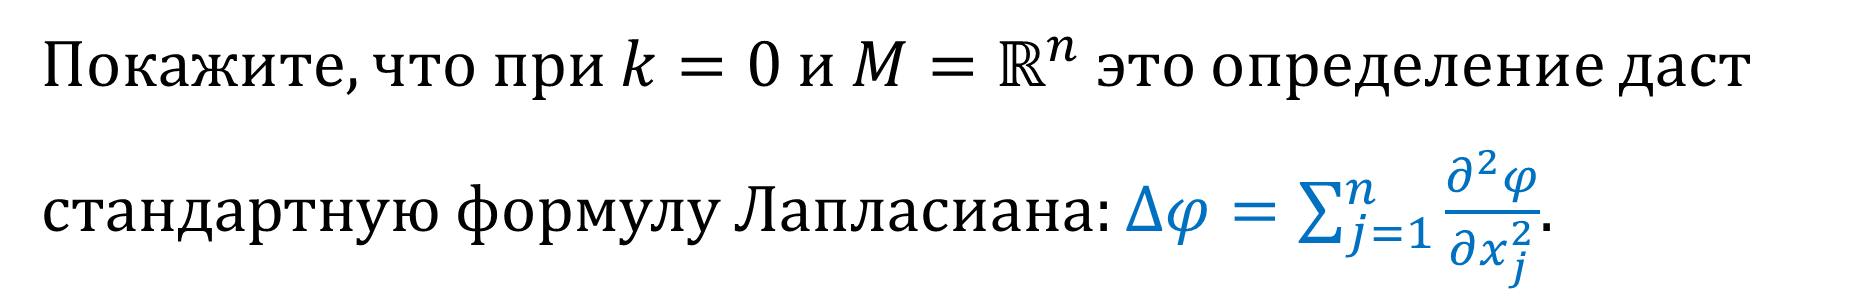 Покажите, что при k = 0 и M = ℝⁿ это определение даст
стандартную формулу Лапласиана: Δφ = ∑ⁿⱼ₌₁ ∂²φ/∂xⱼ².